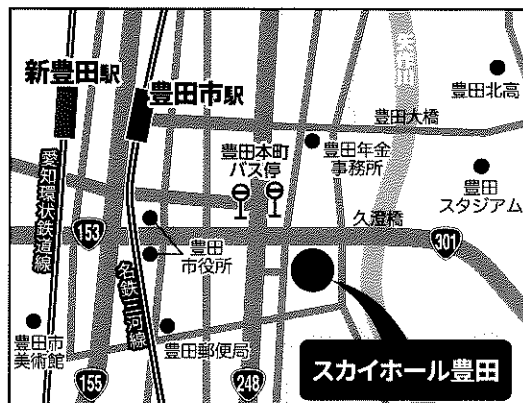 新豊田駅
豊田市駅
矢作川
豊田北高
豊田大橋
豊田本町
バス停
豊田年金
事務所
豊田
スタジアム
愛知環状鉄道線
153
久澄橋
301
豊田
市役所
名鉄三河線
豊田市
美術館
豊田郵便局
スカイホール豊田
155
248